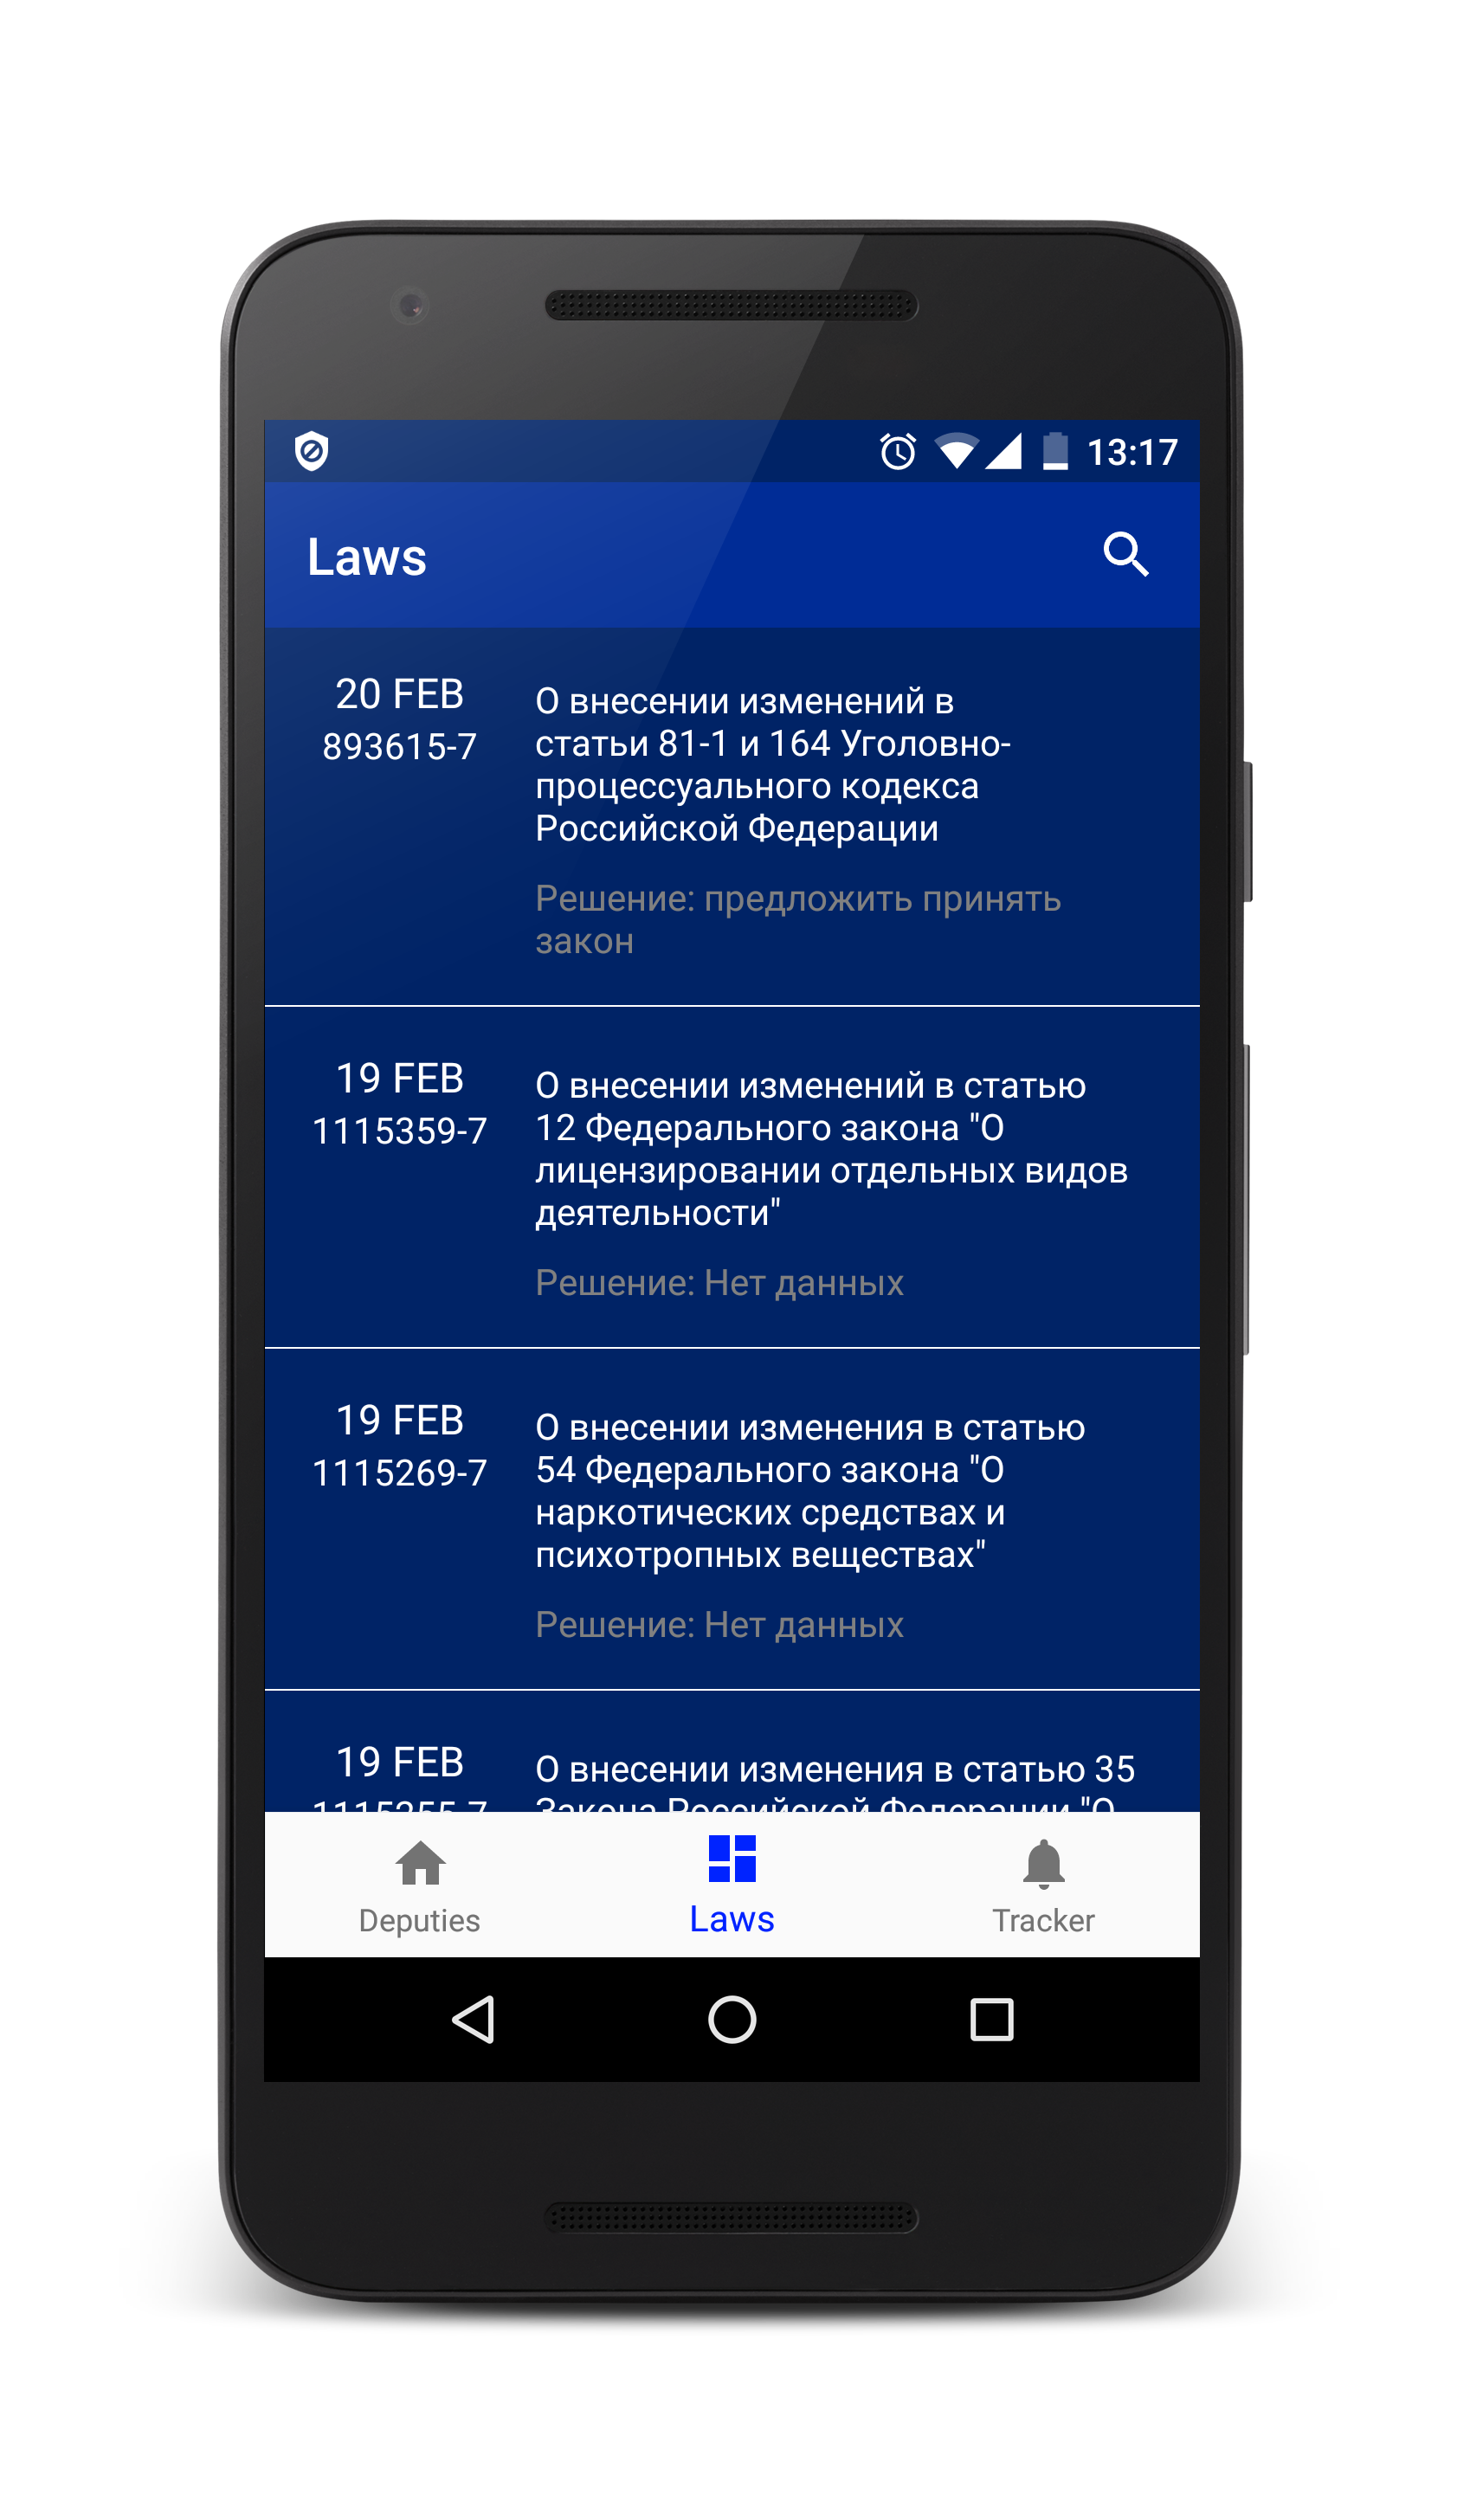 13:17
Laws
20 FEB
893615-7
О внесении изменений в
статьи 81-1 и 164 Уголовно-
процессуального кодекса
Российской Федерации
Решение: предложить принять
закон
19 FEB
1115359-7
О внесении изменений в статью
12 Федерального закона "О
лицензировании отдельных видов
деятельности"
Решение: Нет данных
19 FEB
1115269-7
О внесении изменения в статью
54 Федерального закона "О
наркотических средствах и
психотропных веществах"
Решение: Нет данных
19 FEB
О внесении изменения в статью 35
Закона Российской Федерации "О
Deputies
Laws
Tracker